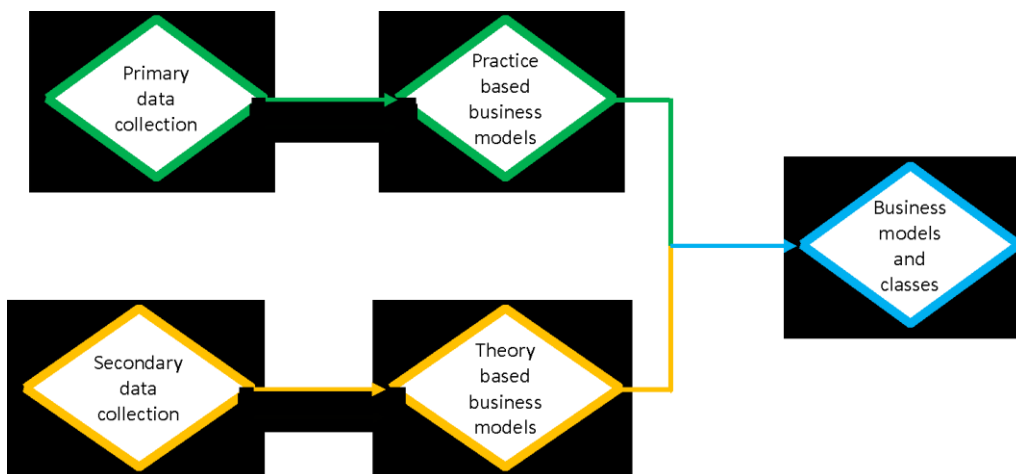 Primary
data
collection
Practice
based
business
models
Business
models
and
classes
Secondary
data
collection
Theory
based
business
models